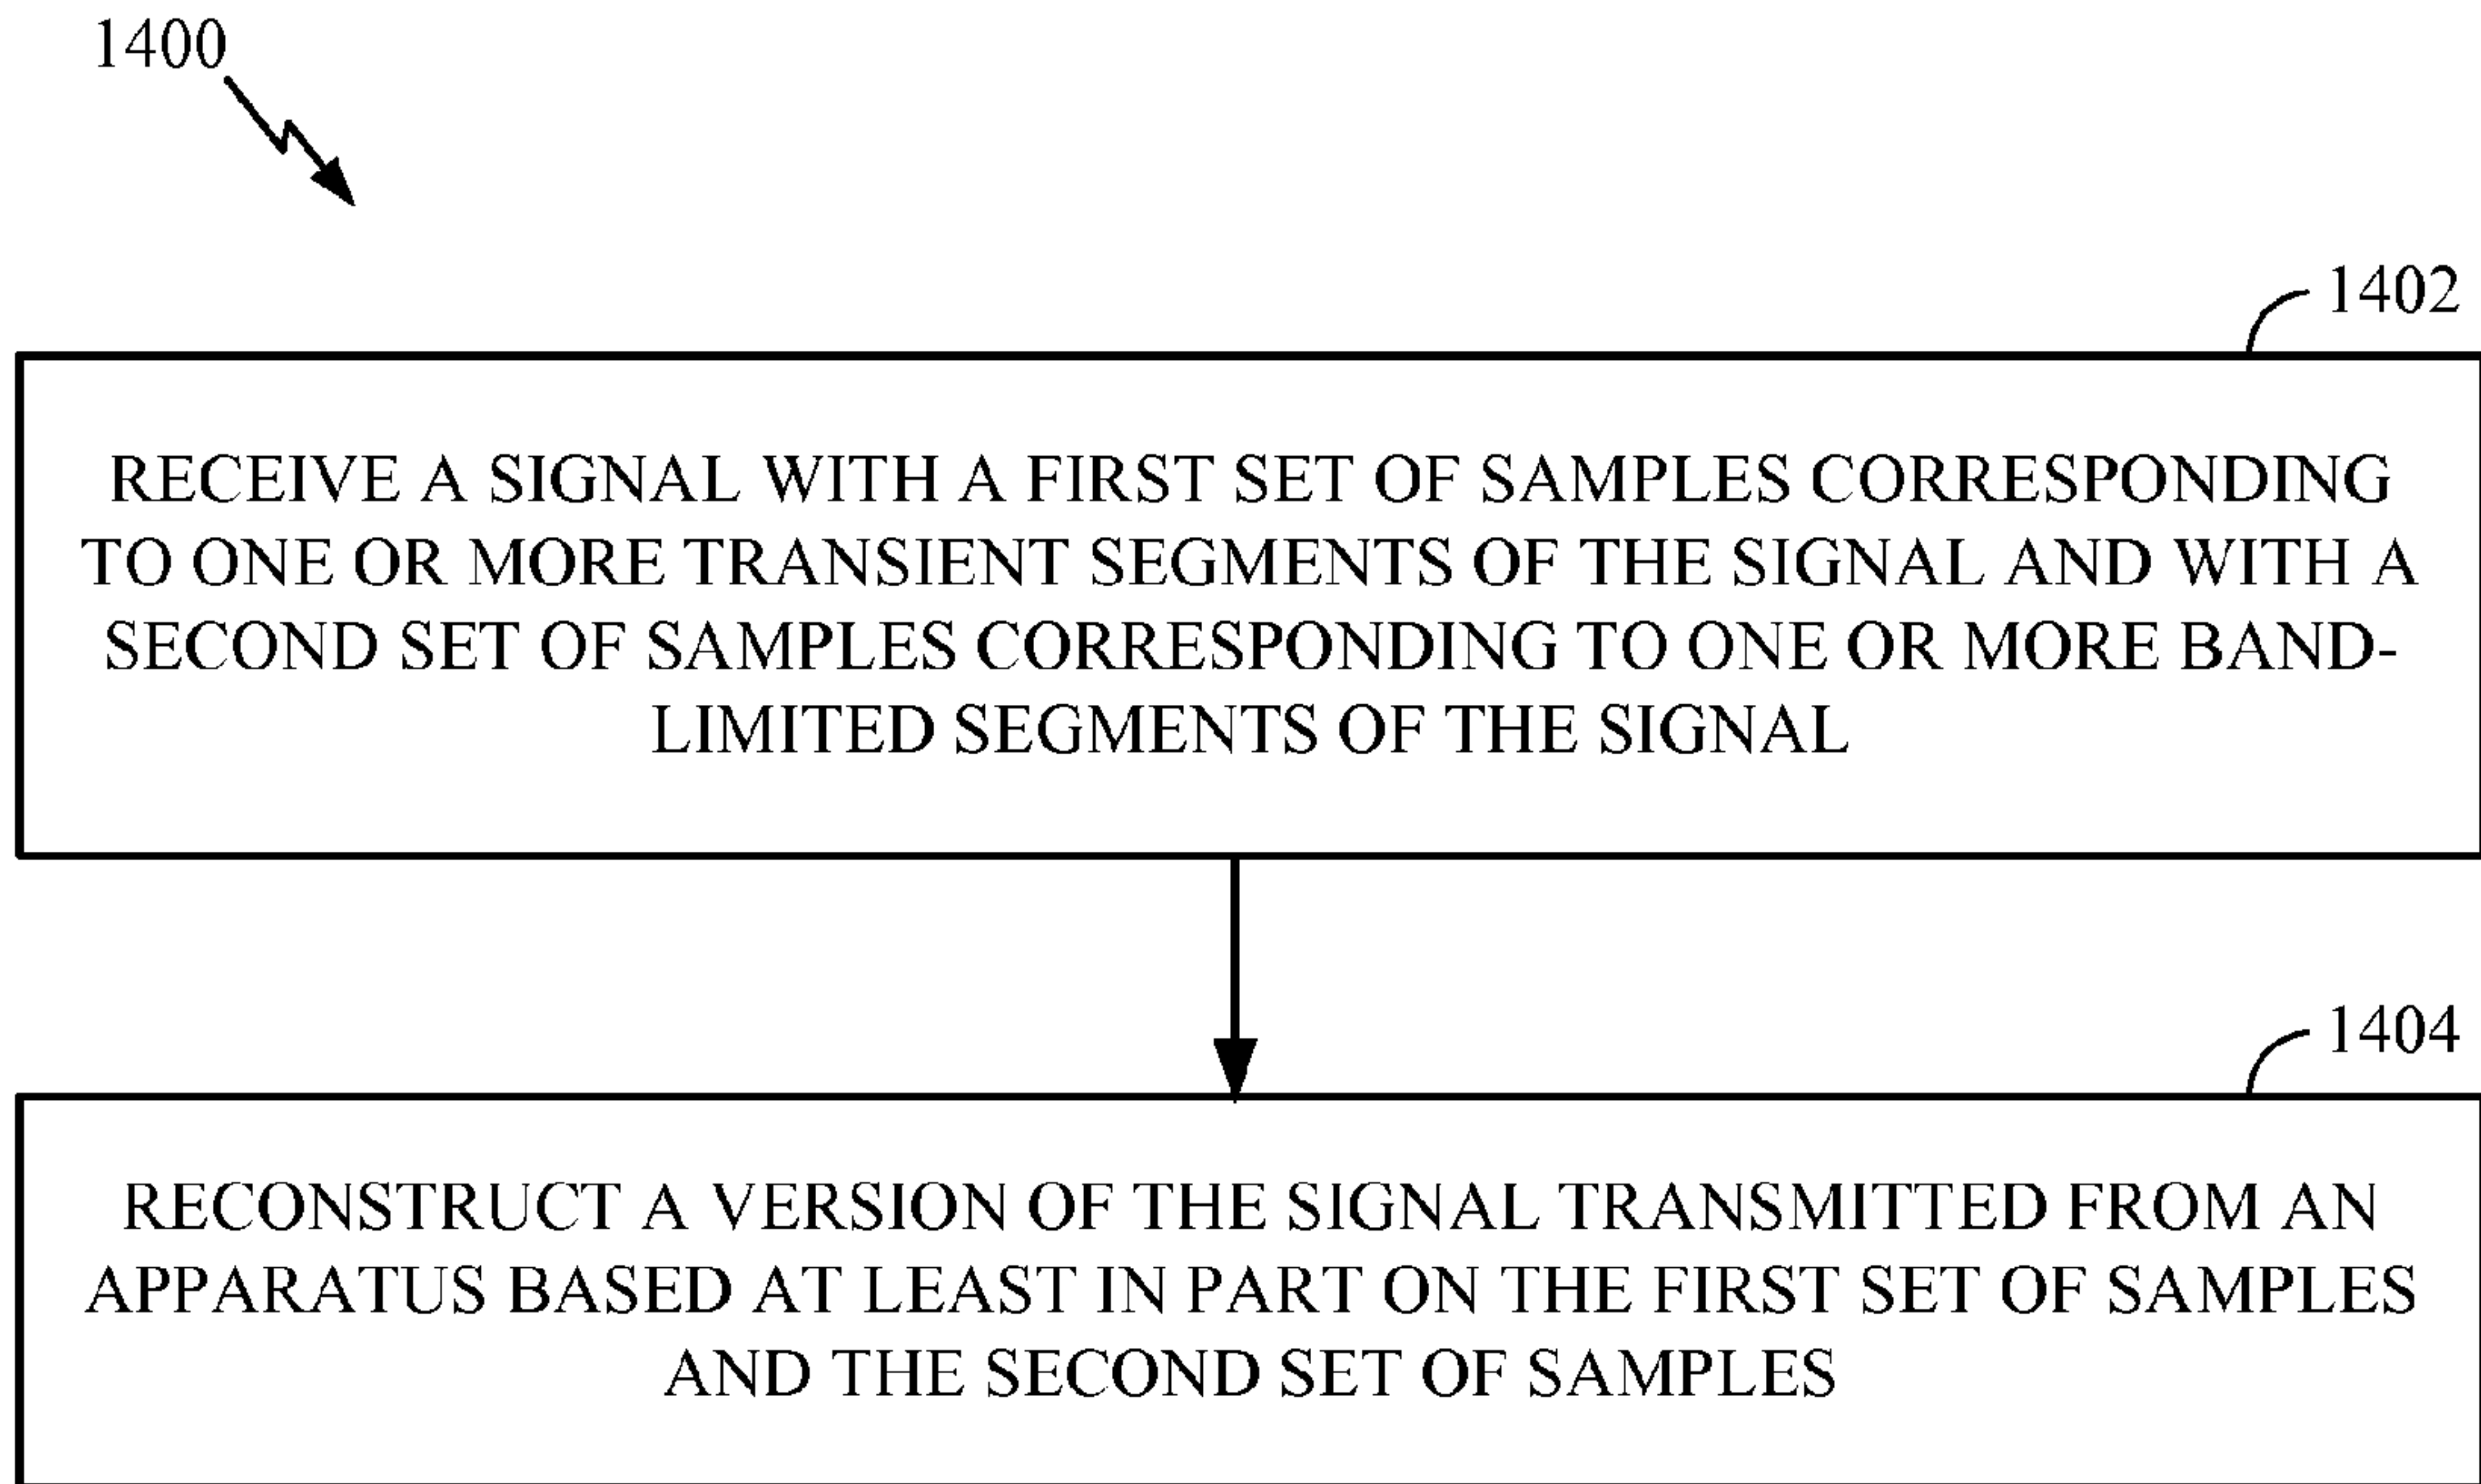 1400
1402
RECEIVE A SIGNAL WITH A FIRST SET OF SAMPLES CORRESPONDING
TO ONE OR MORE TRANSIENT SEGMENTS OF THE SIGNAL AND WITH A
SECOND SET OF SAMPLES CORRESPONDING TO ONE OR MORE BAND-
LIMITED SEGMENTS OF THE SIGNAL
1404
RECONSTRUCT A VERSION OF THE SIGNAL TRANSMITTED FROM AN
APPARATUS BASED AT LEAST IN PART ON THE FIRST SET OF SAMPLES
AND THE SECOND SET OF SAMPLES